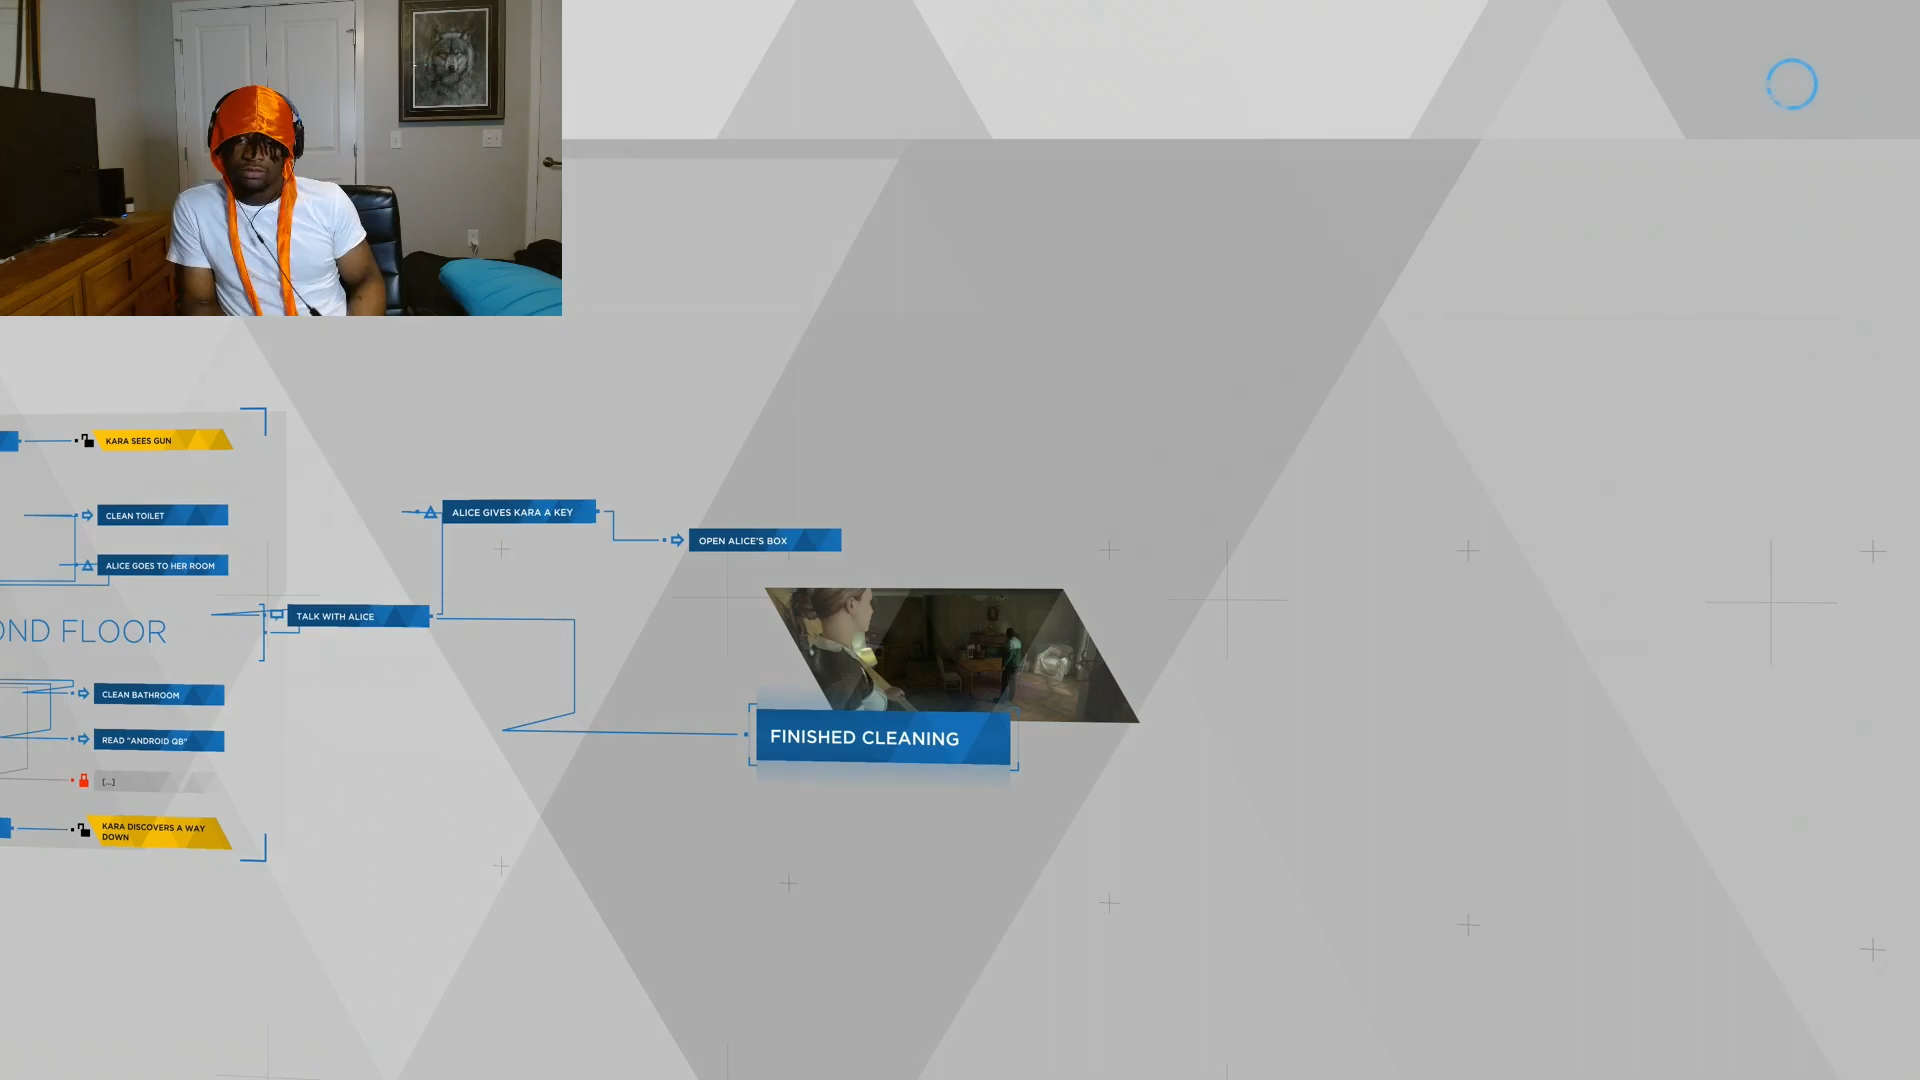 KARA SEES GUN
CLEAN TOILET
ALICE GOES TO HER ROOM
OND FLOOR
CLEAN BATHROOM
READ "ANDROID QB"
[...]
KARA DISCOVERS A WAY
DOWN
TALK WITH ALICE
ALICE GIVES KARA A KEY
OPEN ALICE'S BOX
FINISHED CLEANING